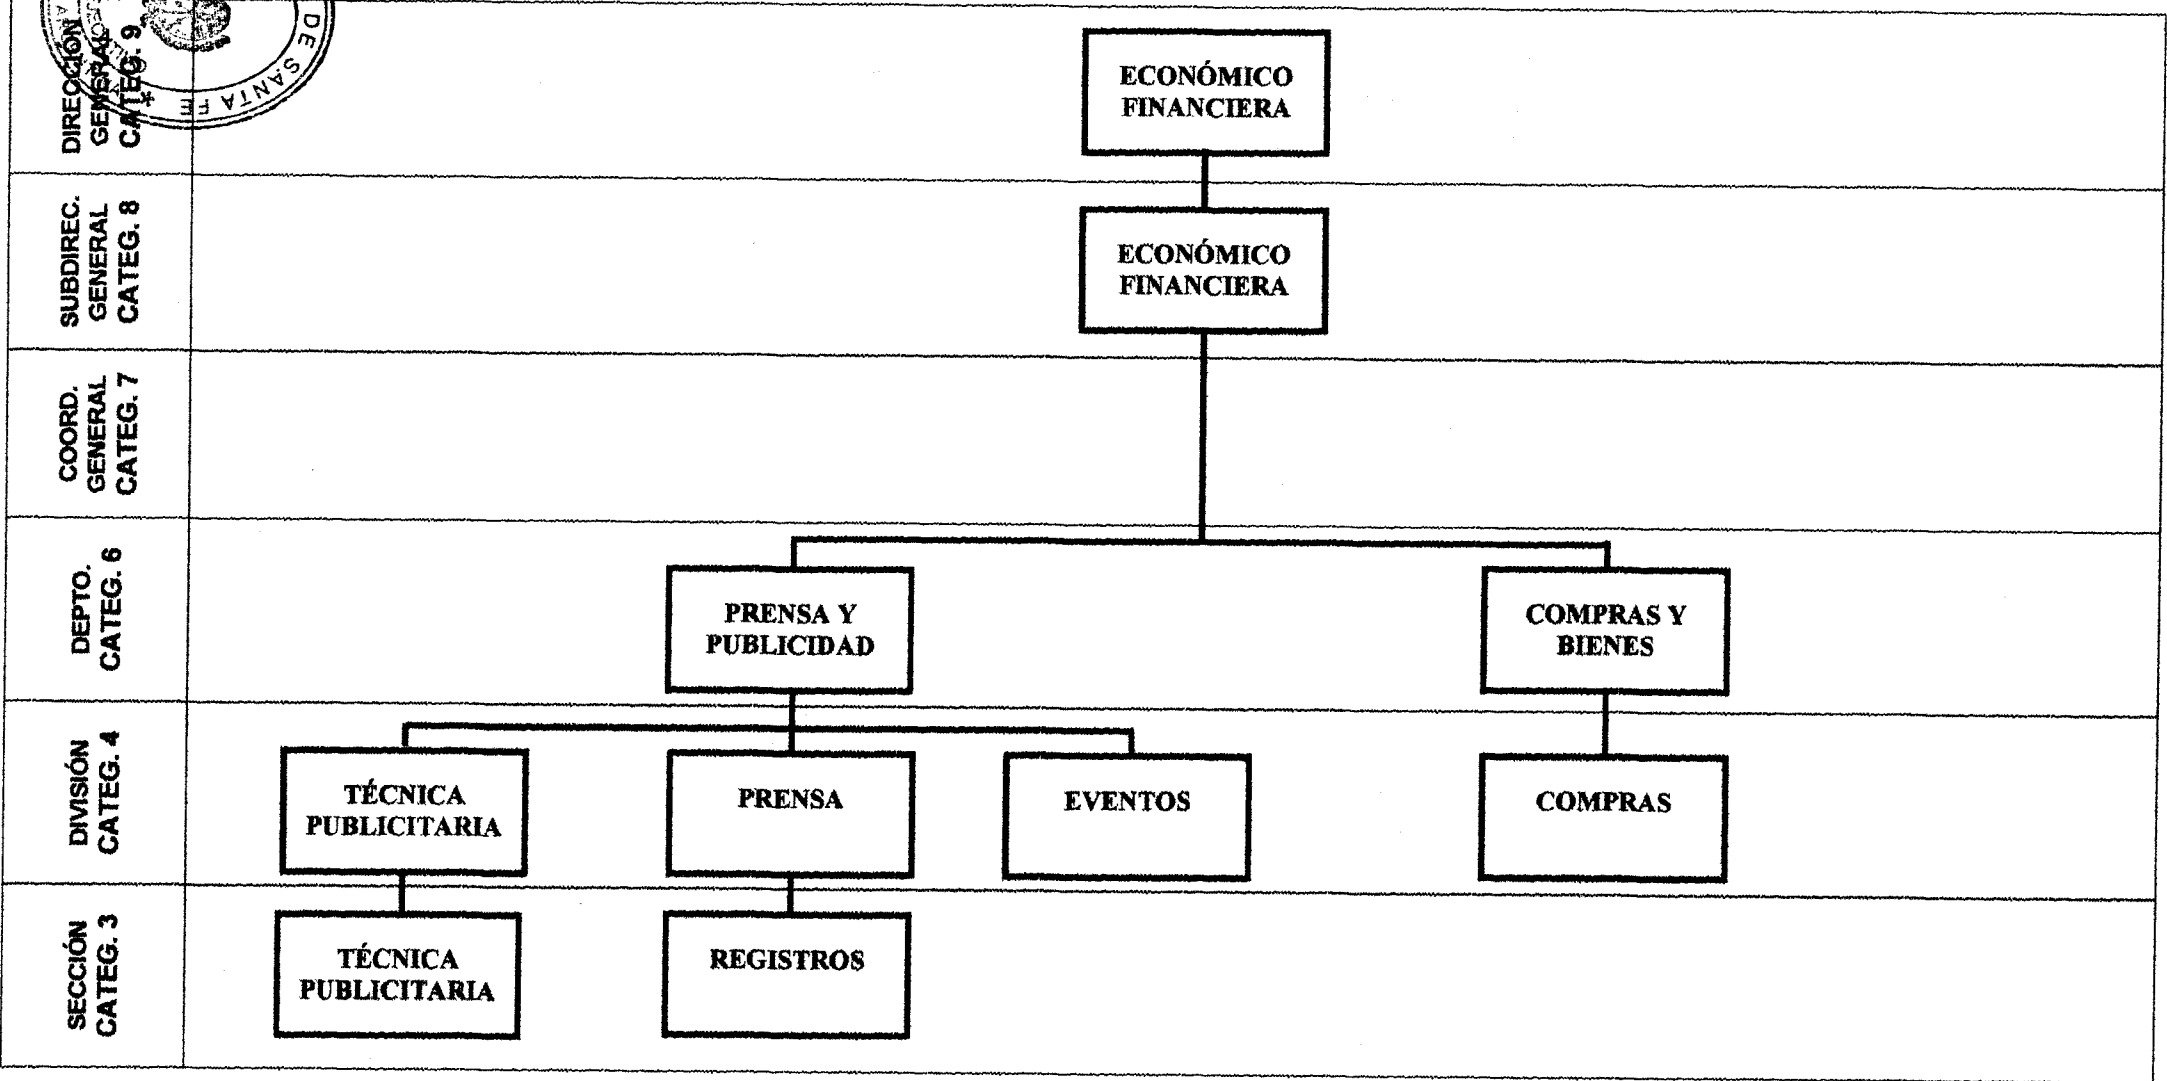 DE SANTA FE
DIRECCIÓN
GENERAL
CATEG. 9
ECONÓMICO
FINANCIERA
SUBDIREC.
GENERAL
CATEG. 8
ECONÓMICO
FINANCIERA
COORD.
GENERAL
CATEG. 7
DEPTO.
CATEG. 6
PRENSA Y
PUBLICIDAD
COMPRAS Y
BIENES
DIVISIÓN
CATEG. 4
TÉCNICA
PUBLICITARIA
PRENSA
EVENTOS
COMPRAS
SECCIÓN
CATEG. 3
TÉCNICA
PUBLICITARIA
REGISTROS